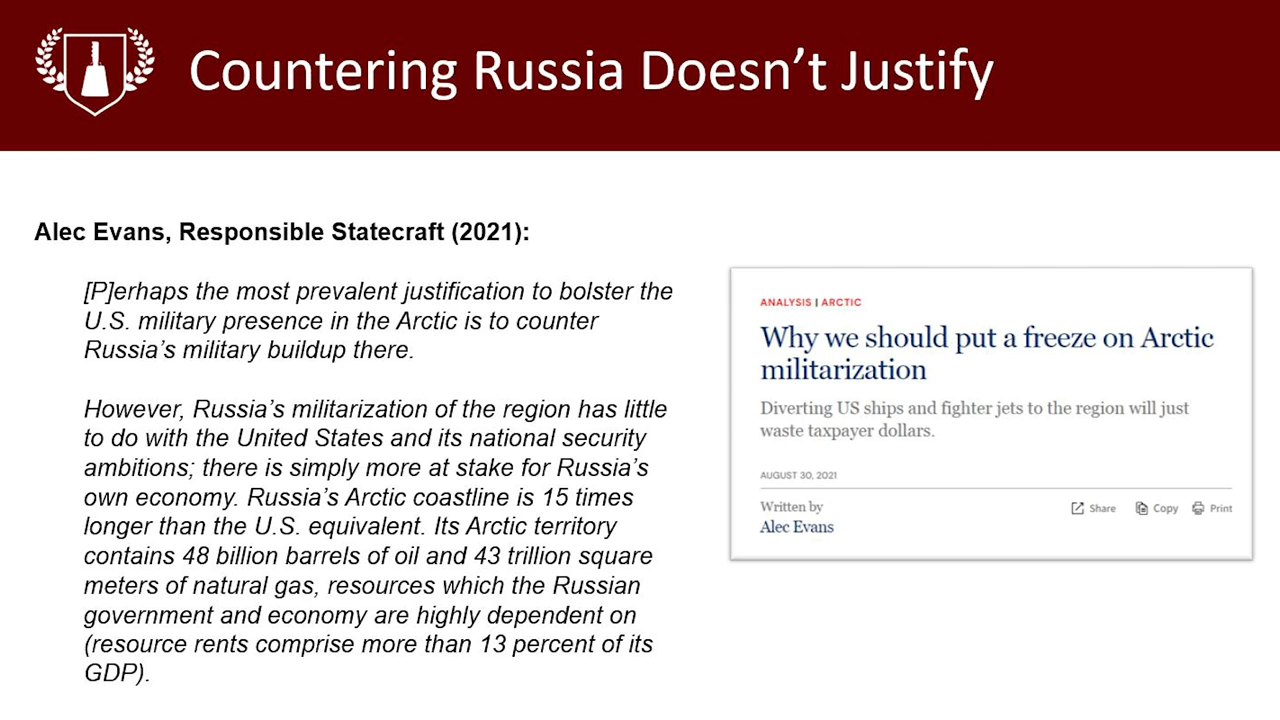 Countering Russia Doesn’t Justify
Alec Evans, Responsible Statecraft (2021):
[P]erhaps the most prevalent justification to bolster the
U.S. military presence in the Arctic is to counter
Russia’s military buildup there.
However, Russia’s militarization of the region has little
to do with the United States and its national security
ambitions; there is simply more at stake for Russia’s
own economy. Russia’s Arctic coastline is 15 times
longer than the U.S. equivalent. Its Arctic territory
contains 48 billion barrels of oil and 43 trillion square
meters of natural gas, resources which the Russian
government and economy are highly dependent on
(resource rents comprise more than 13 percent of its
GDP).
ANALYSIS | ARCTIC
Why we should put a freeze on Arctic
militarization
Diverting US ships and fighter jets to the region will just
waste taxpayer dollars.
AUGUST 30, 2021
Written by
Share Copy Print
Alec Evans